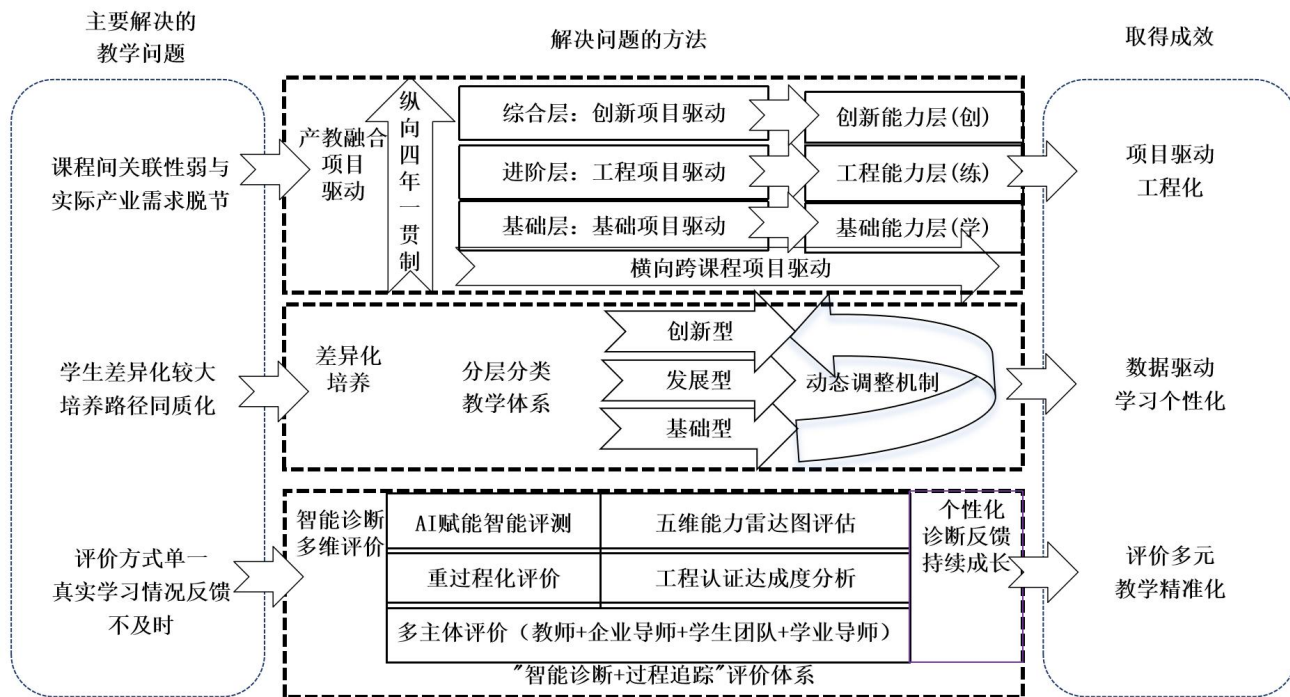 主要解决的
教学问题
解决问题的方法
取得成效
课程间关联性弱与
实际产业需求脱节
产教融合
项目
驱动
纵向四年一贯制
综合层：创新项目驱动
创新能力层(创)
进阶层：工程项目驱动
工程能力层(练)
基础层：基础项目驱动
基础能力层(学)
横向跨课程项目驱动
项目驱动
工程化
学生差异化较大
培养路径同质化
差异化
培养
分层分类
教学体系
创新型
发展型
基础型
动态调整机制
数据驱动
学习个性化
评价方式单一
真实学习情况反馈
不及时
智能诊断
多维评价
AI赋能智能评测
五维能力雷达图评估
重过程化评价
工程认证达成度分析
多主体评价（教师+企业导师+学生团队+学业导师）
"智能诊断+过程追踪"评价体系
个性化
诊断反馈
持续成长
评价多元
教学精准化